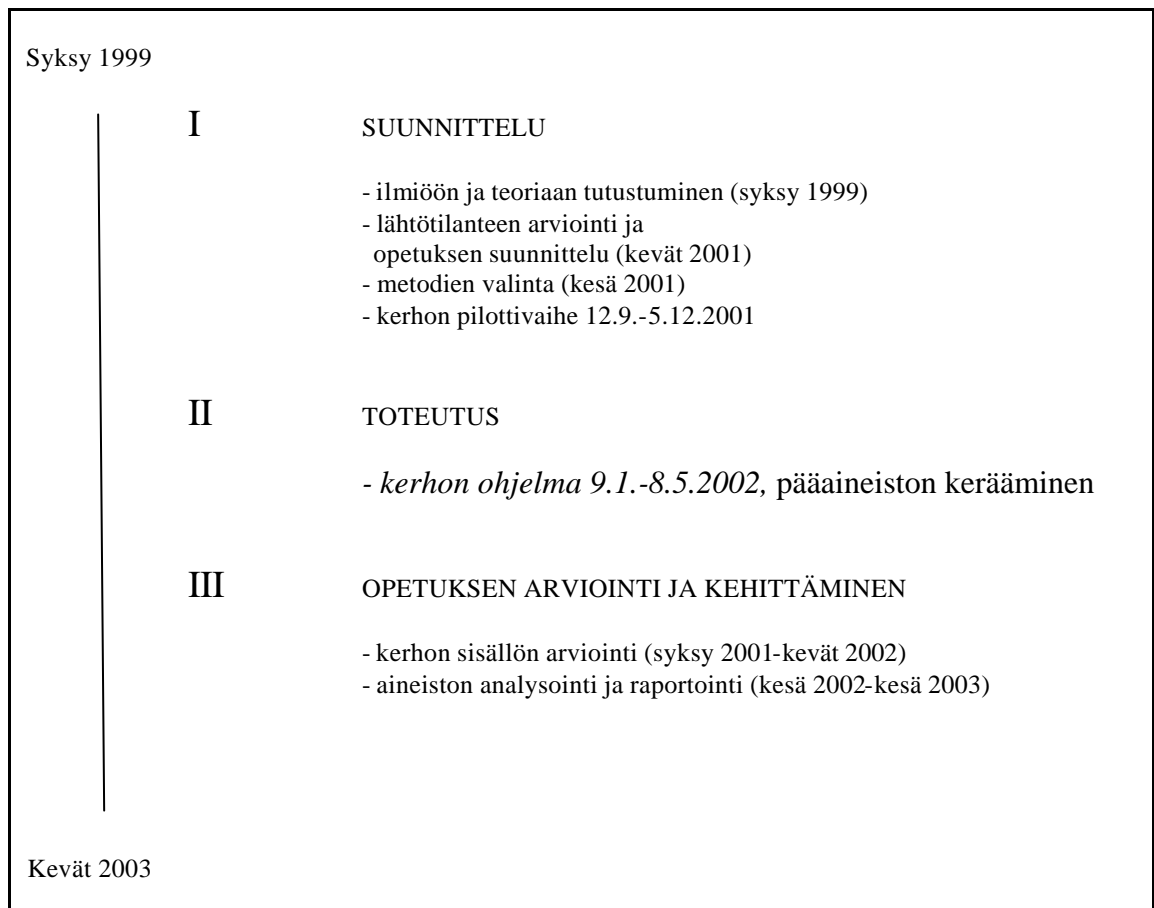 Syksy 1999
I SUUNNITTELU
- ilmiöön ja teoriaan tutustuminen (syksy 1999)
- lähtötilanteen arviointi ja
opetuksen suunnittelu (kevät 2001)
- metodien valinta (kesä 2001)
- kerhon pilottivaihe 12.9.-5.12.2001
II TOTEUTUS
- kerhon ohjelma 9.1.-8.5.2002, pääaineiston kerääminen
III OPETUKSEN ARVIOINTI JA KEHITTÄMINEN
- kerhon sisällön arviointi (syksy 2001-kevät 2002)
- aineiston analysointi ja raportointi (kesä 2002-kesä 2003)
Kevät 2003